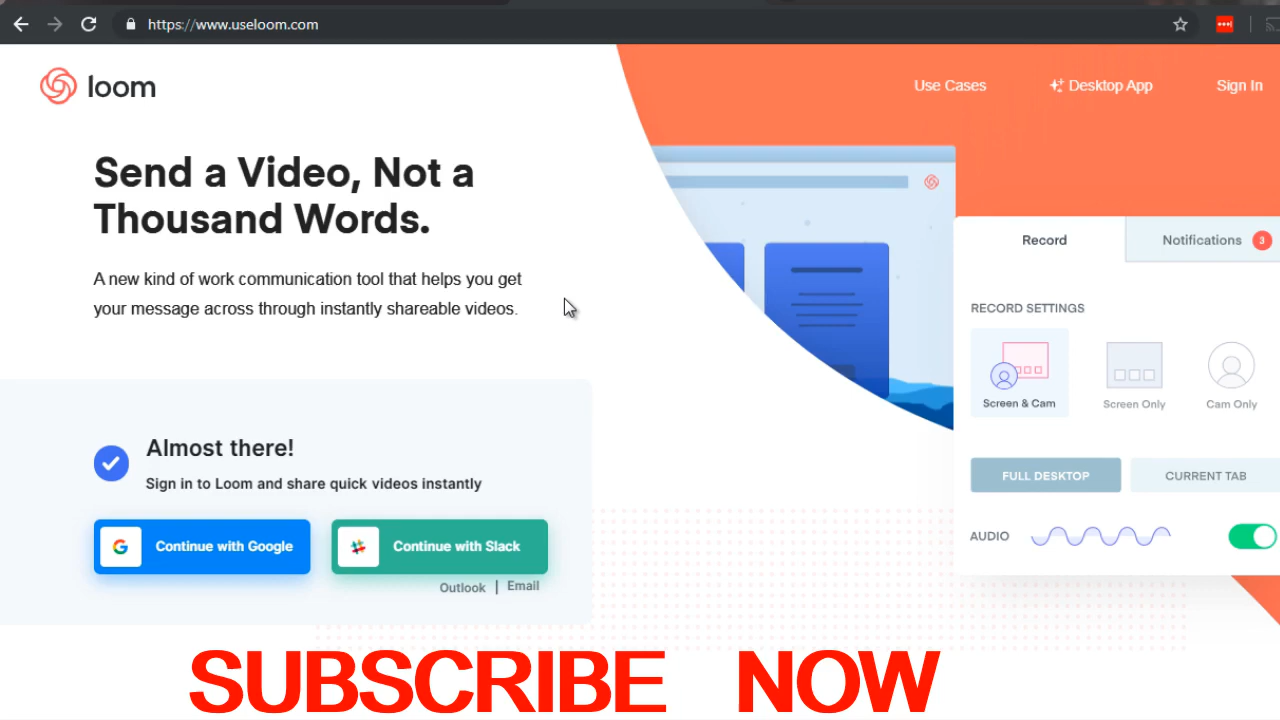 https://www.useloom.com
loom
Use Cases
Desktop App
Sign In
Send a Video, Not a
Thousand Words.
A new kind of work communication tool that helps you get
your message across through instantly shareable videos.
Record
Notifications 3
RECORD SETTINGS
Screen & Cam
Screen Only
Cam Only
FULL DESKTOP
CURRENT TAB
AUDIO
Almost there!
Sign in to Loom and share quick videos instantly
Continue with Google
Continue with Slack
Outlook | Email
SUBSCRIBE NOW